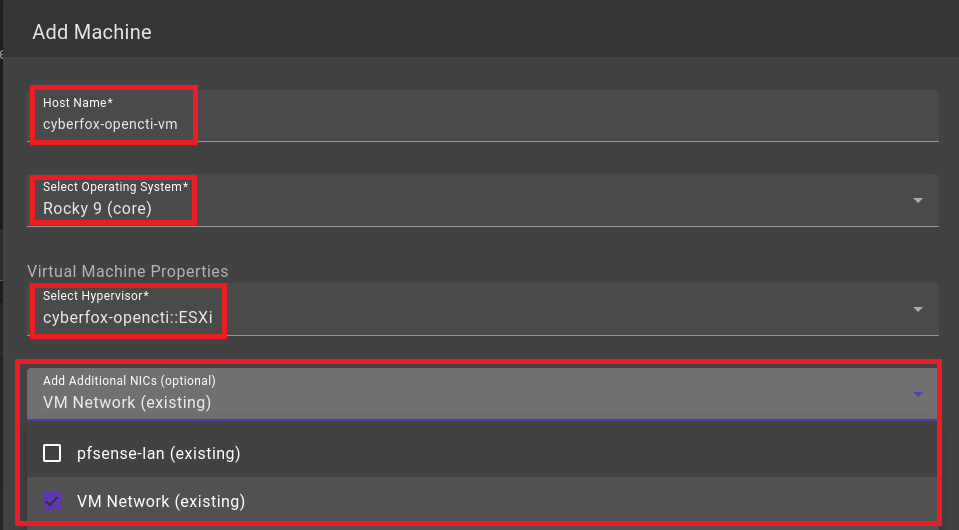 Add Machine
Host Name*
cyberfox-opencti-vm
Select Operating System*
Rocky 9 (core)
Virtual Machine Properties
Select Hypervisor*
cyberfox-opencti::ESXi
Add Additional NICs (optional)
VM Network (existing)
pfsense-lan (existing)
VM Network (existing)